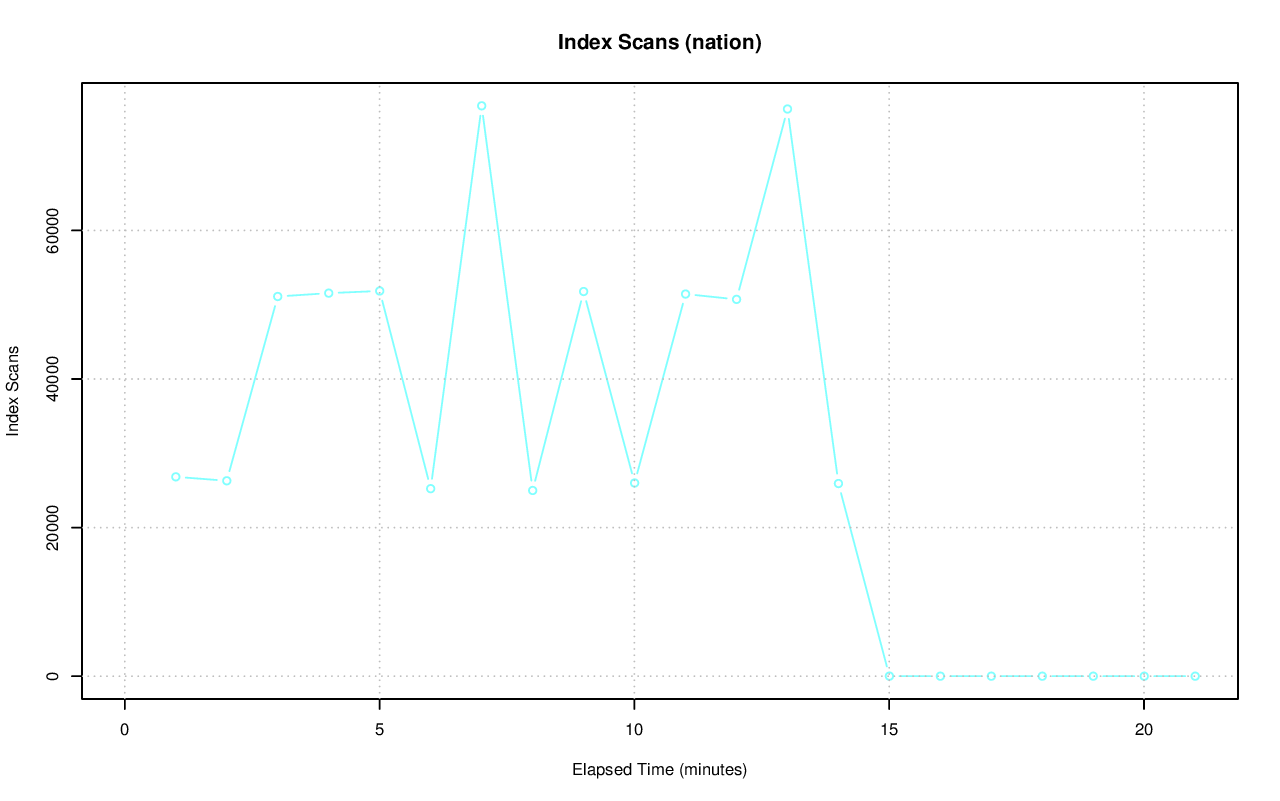 Index Scans (nation)
Index Scans
60000
40000
20000
0
0 5 10 15 20
Elapsed Time (minutes)